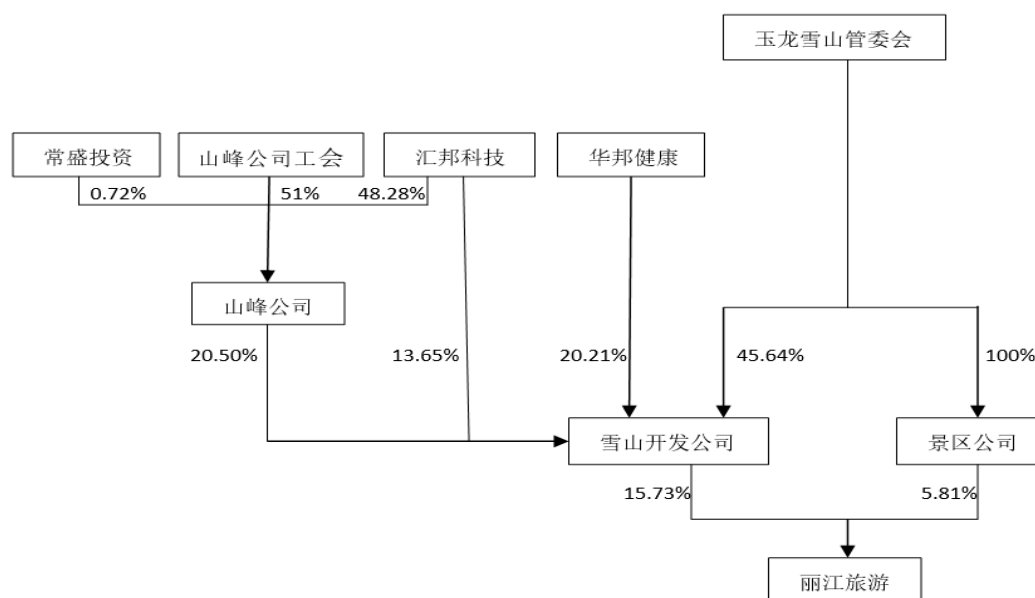 玉龙雪山管委会
常盛投资
山峰公司工会
汇邦科技
华邦健康
0.72%
51%
48.28%
山峰公司
20.50%
13.65%
20.21%
45.64%
100%
雪山开发公司
景区公司
15.73%
5.81%
丽江旅游